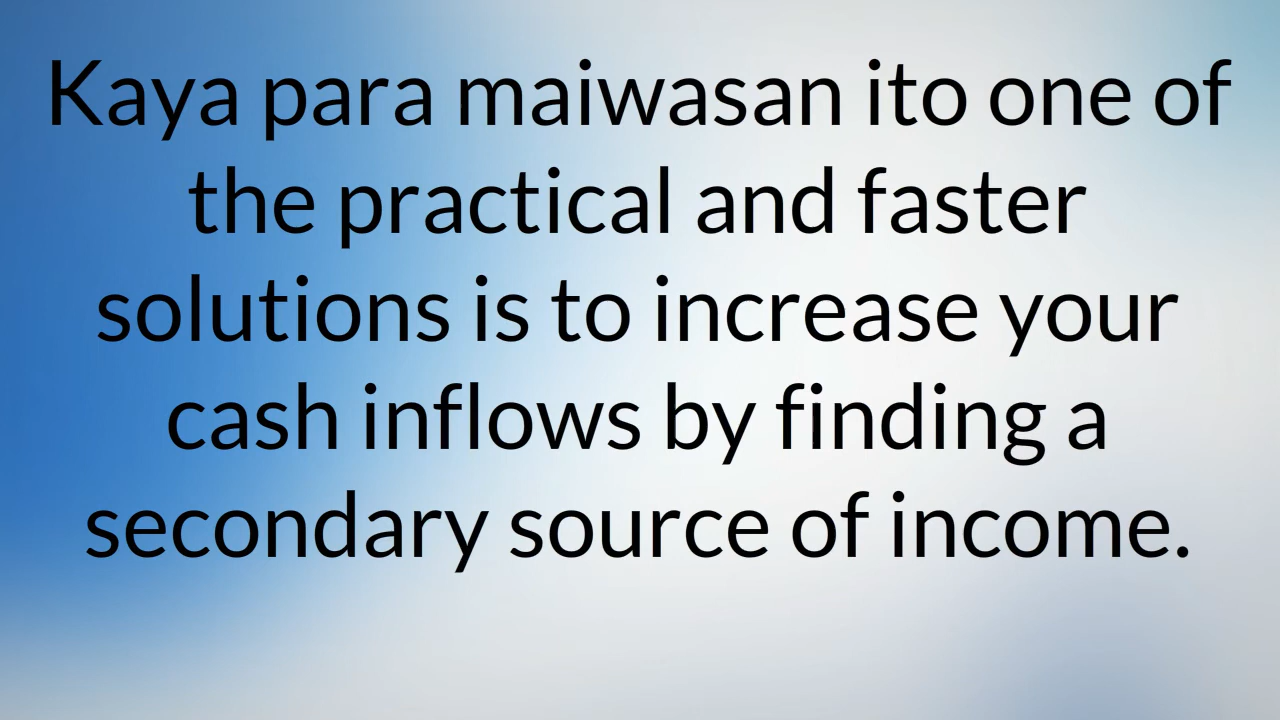 Kaya para maiwasan ito one of
the practical and faster
solutions is to increase your
cash inflows by finding a
secondary source of income.